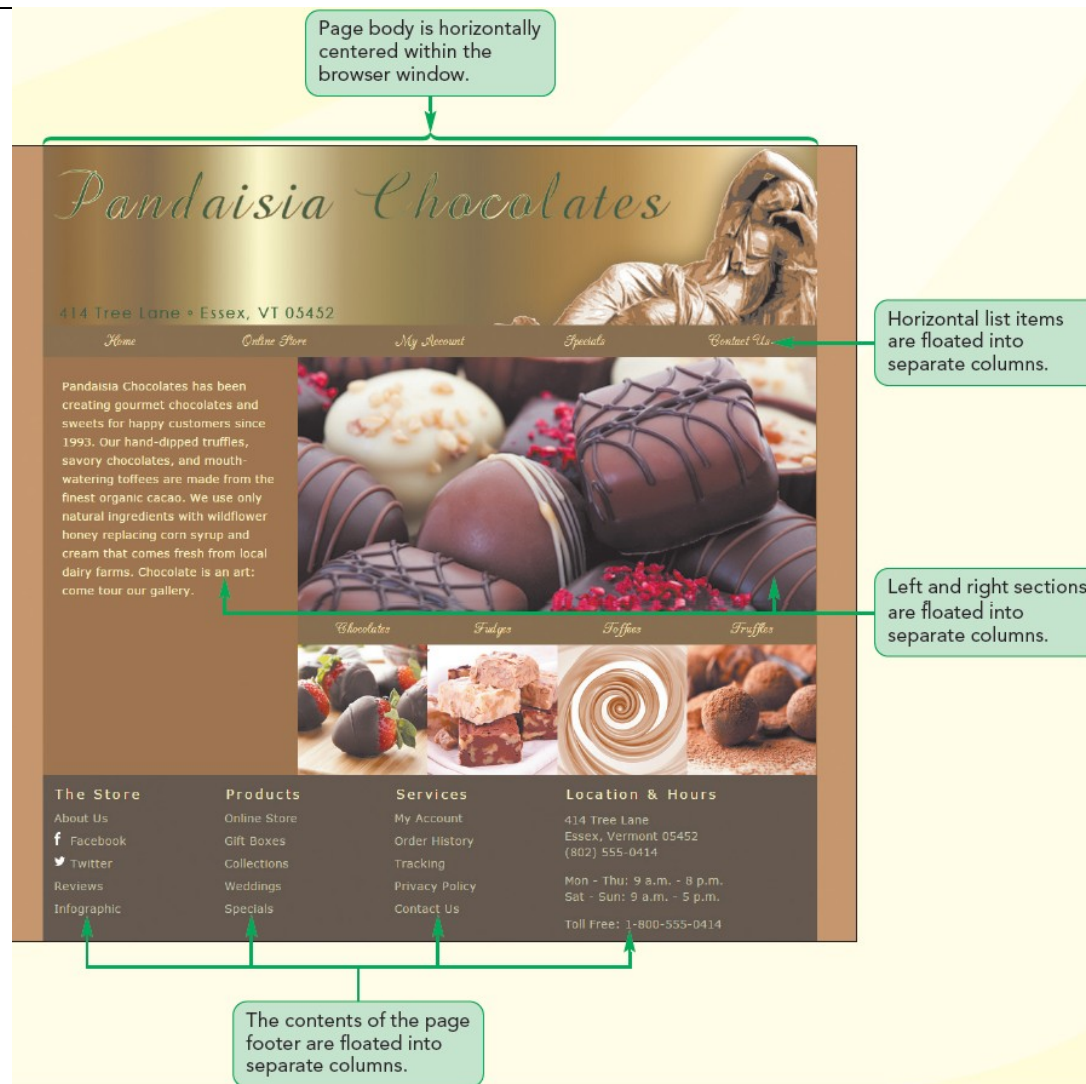 Page body is horizontally
centered within the
browser window.
Pandaisia Chocolates
414 Tree Lane • Essex, VT 05452
Home Online Store My Account Specials Contact Us
Horizontal list items
are floated into
separate columns.
Pandaisia Chocolates has been
creating gourmet chocolates and
sweets for happy customers since
1993. Our hand-dipped truffles,
savory chocolates, and mouth-
watering toffees are made from the
finest organic cacao. We use only
natural ingredients with wildflower
honey replacing corn syrup and
cream that comes fresh from local
dairy farms. Chocolate is an art:
come tour our gallery.
Left and right sections
are floated into
separate columns.
Chocolates Fudges Toffees Truffles
The Store
About Us
Facebook
Twitter
Reviews
Infographic
Products
Online Store
Gift Boxes
Collections
Weddings
Specials
Services
My Account
Order History
Tracking
Privacy Policy
Contact Us
Location & Hours
414 Tree Lane
Essex, Vermont 05452
(802) 555-0414
Mon - Thu: 9 a.m. - 8 p.m.
Sat - Sun: 9 a.m. - 5 p.m.
Toll Free: 1-800-555-0414
The contents of the page
footer are floated into
separate columns.